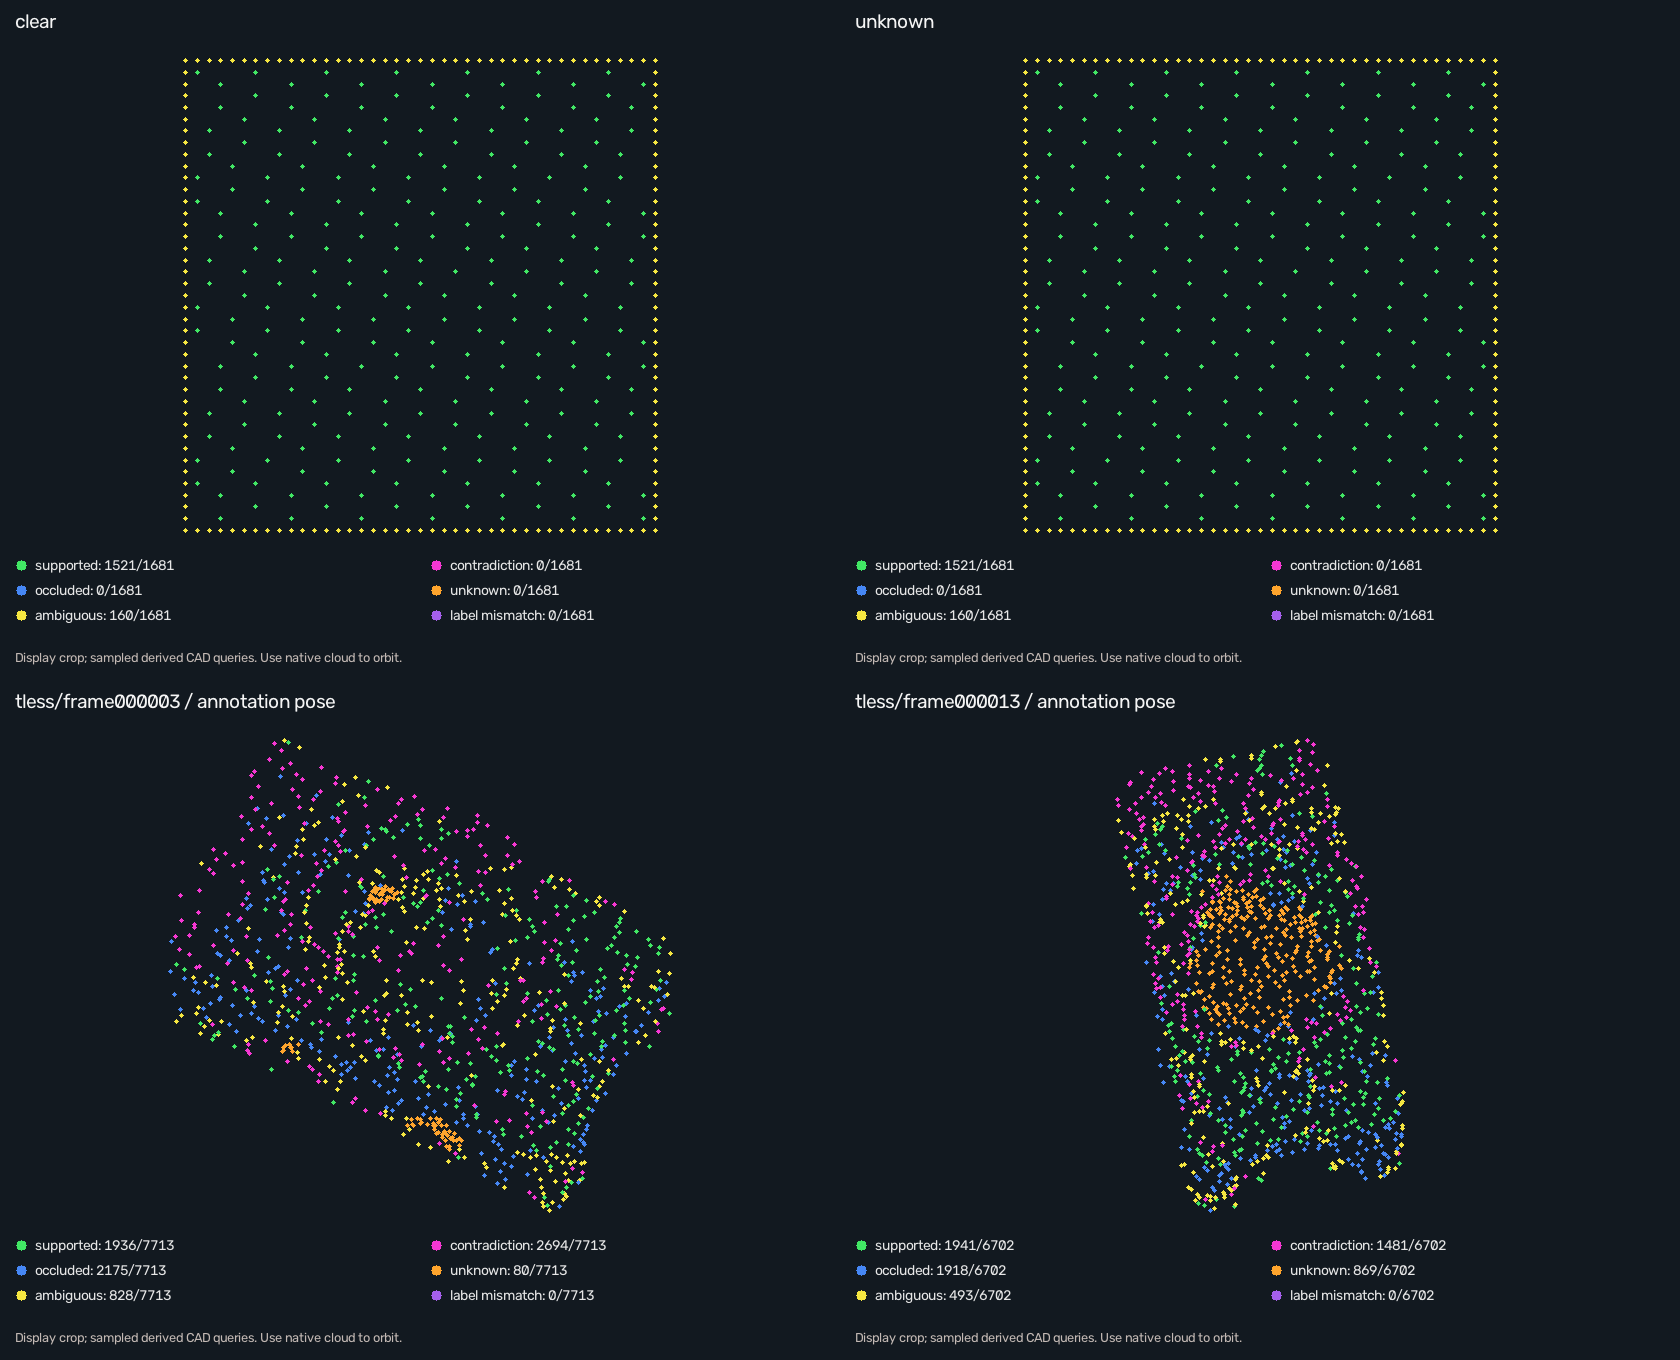 clear
supported: 1521/1681
contradiction: 0/1681
occluded: 0/1681
unknown: 0/1681
ambiguous: 160/1681
label mismatch: 0/1681
Display crop; sampled derived CAD queries. Use native cloud to orbit.
unknown
supported: 1521/1681
contradiction: 0/1681
occluded: 0/1681
unknown: 0/1681
ambiguous: 160/1681
label mismatch: 0/1681
Display crop; sampled derived CAD queries. Use native cloud to orbit.
tless/frame000003 / annotation pose
supported: 1936/7713
contradiction: 2694/7713
occluded: 2175/7713
unknown: 80/7713
ambiguous: 828/7713
label mismatch: 0/7713
Display crop; sampled derived CAD queries. Use native cloud to orbit.
tless/frame000013 / annotation pose
supported: 1941/6702
contradiction: 1481/6702
occluded: 1918/6702
unknown: 869/6702
ambiguous: 493/6702
label mismatch: 0/6702
Display crop; sampled derived CAD queries. Use native cloud to orbit.